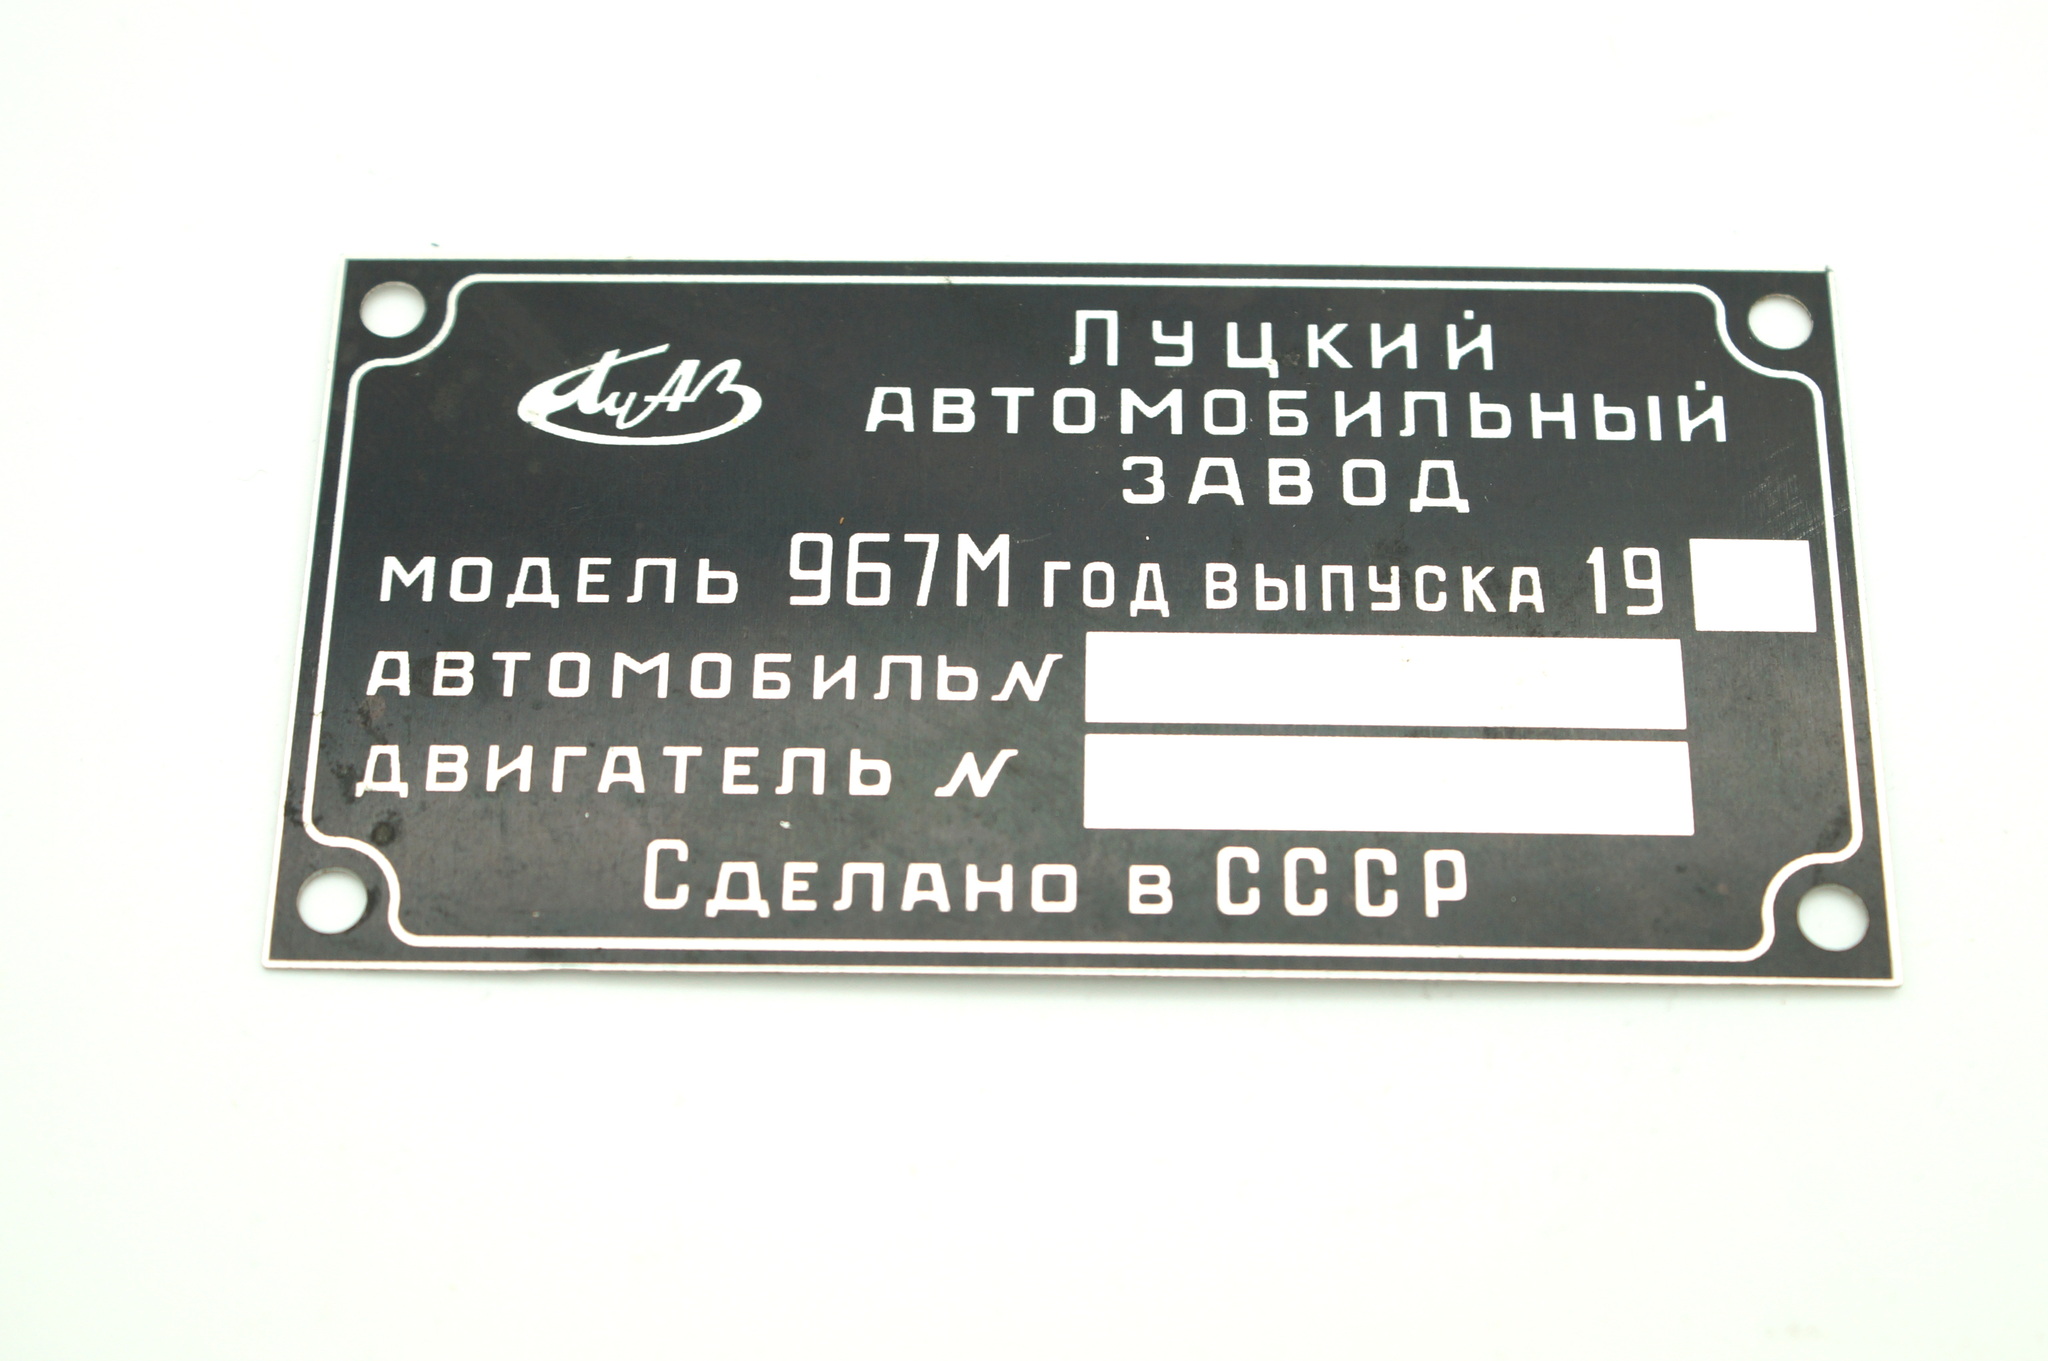 ЛуАЗ
ЛУЦКИЙ
АВТОМОБИЛЬНЫЙ
ЗАВОД
МОДЕЛЬ 967М ГОД ВЫПУСКА 19
АВТОМОБИЛЬ N
ДВИГАТЕЛЬ N
СДЕЛАНО В СССР